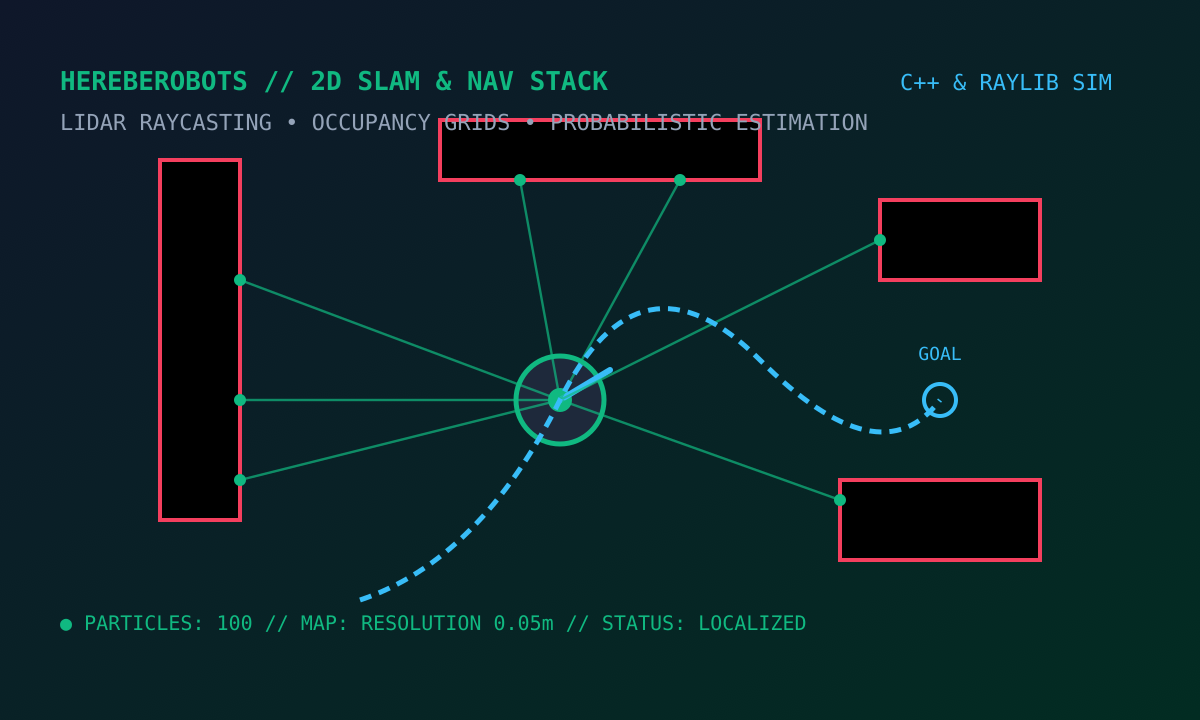 HEREBEROBOTS // 2D SLAM & NAV STACK
C++ & RAYLIB SIM
LIDAR RAYCASTING • OCCUPANCY GRIDS • PROBABILISTIC ESTIMATION
GOAL
PARTICLES: 100 // MAP: RESOLUTION 0.05m // STATUS: LOCALIZED